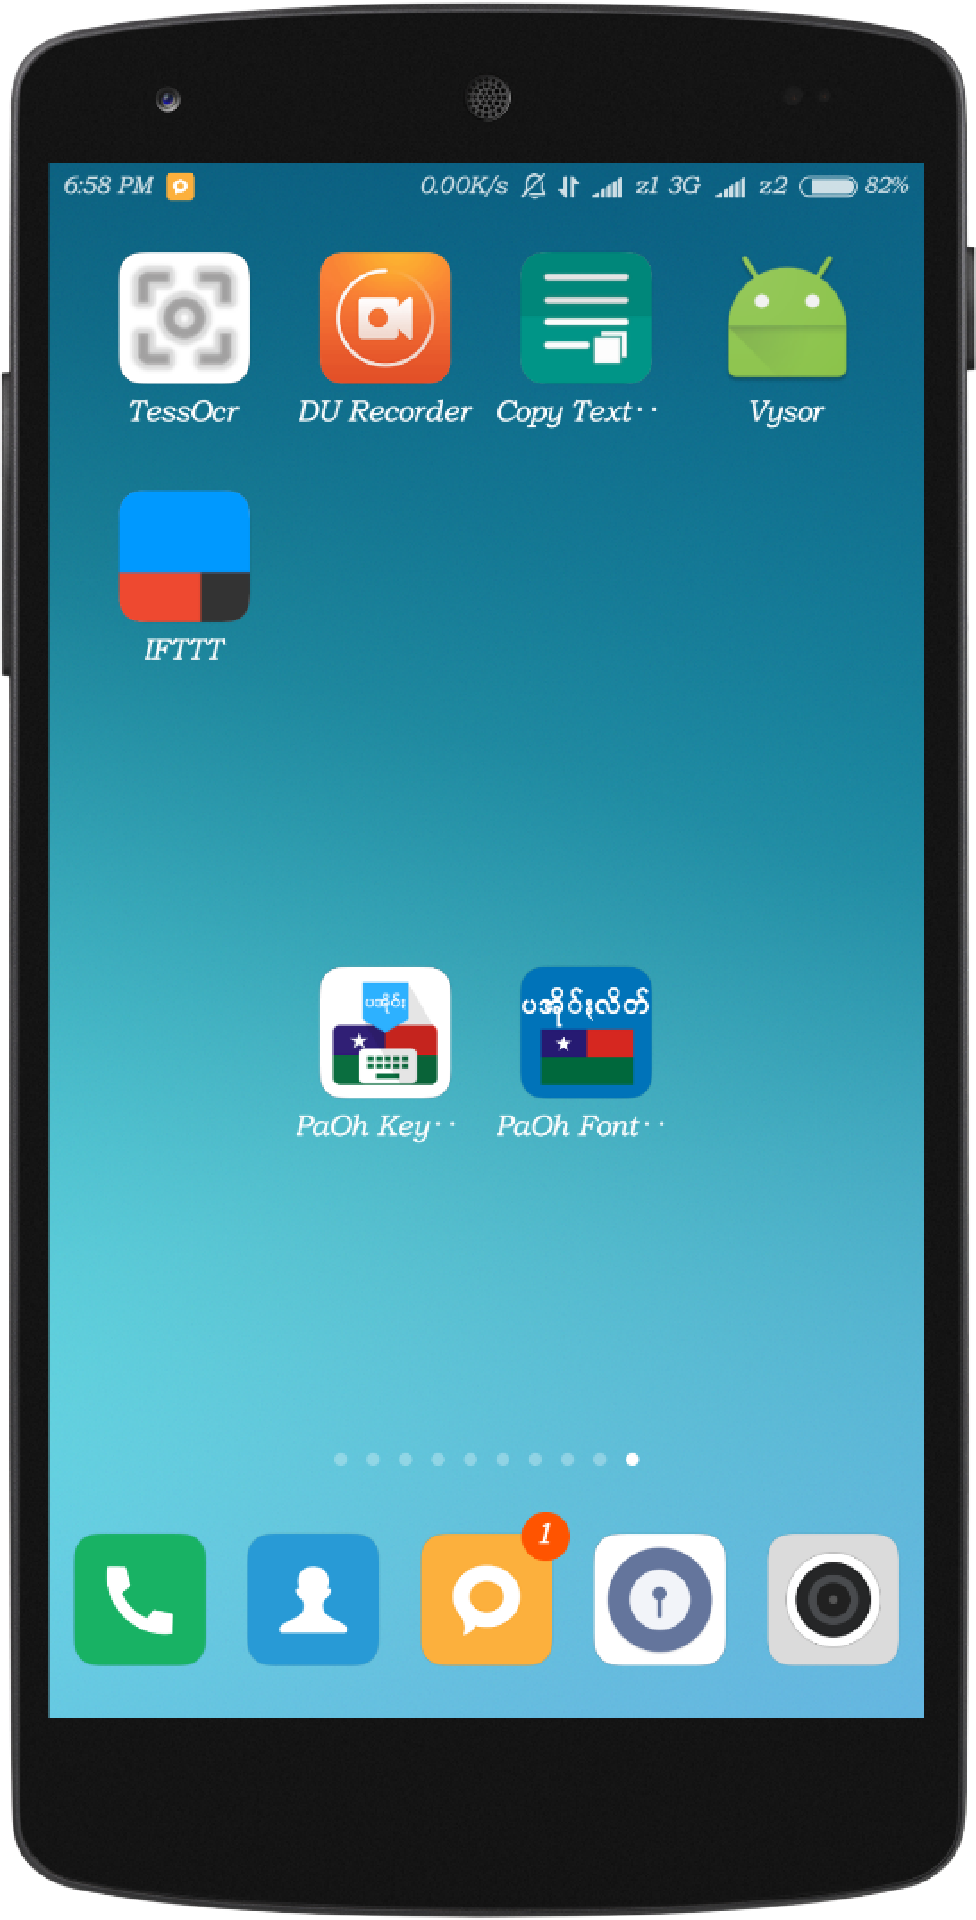 6:58 PM 0.00K/s z1 3G z2 82%
TessOcr DU Recorder Copy Text·· Vysor
IFTTT
ပအိုဝ်ႏ ပအိုဝ်ႏလိတ်
PaOh Key·· PaOh Font··
1